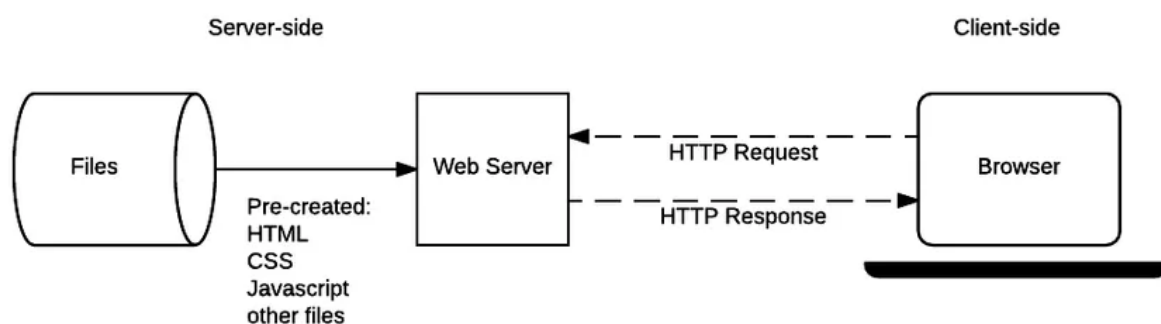 Server-side
Client-side
Files
Web Server
HTTP Request
Browser
HTTP Response
Pre-created:
HTML
CSS
Javascript
other files